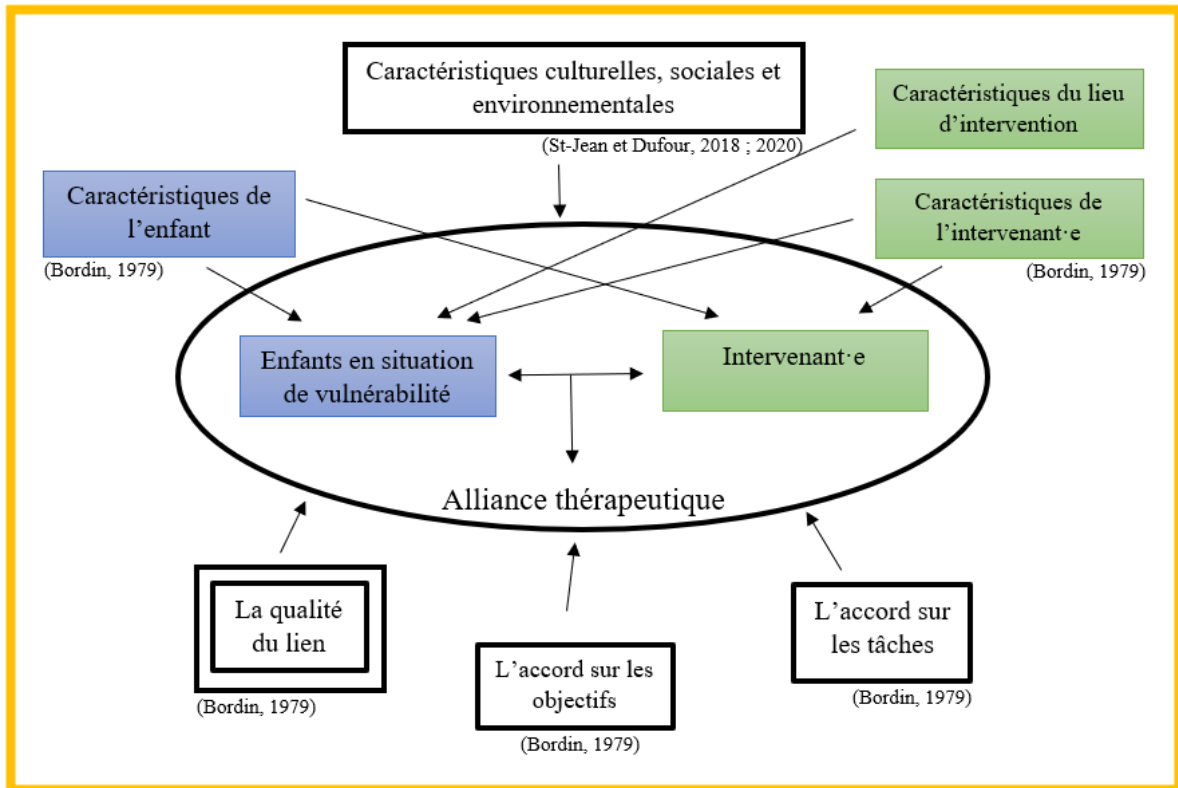 Caractéristiques culturelles, sociales et
environnementales
(St-Jean et Dufour, 2018 ; 2020)
Caractéristiques du lieu
d’intervention
Caractéristiques de
l’enfant
(Bordin, 1979)
Caractéristiques de
l’intervenant·e
(Bordin, 1979)
Enfants en situation
de vulnérabilité
Intervenant·e
Alliance thérapeutique
La qualité
du lien
(Bordin, 1979)
L’accord sur les
objectifs
(Bordin, 1979)
L’accord sur
les tâches
(Bordin, 1979)